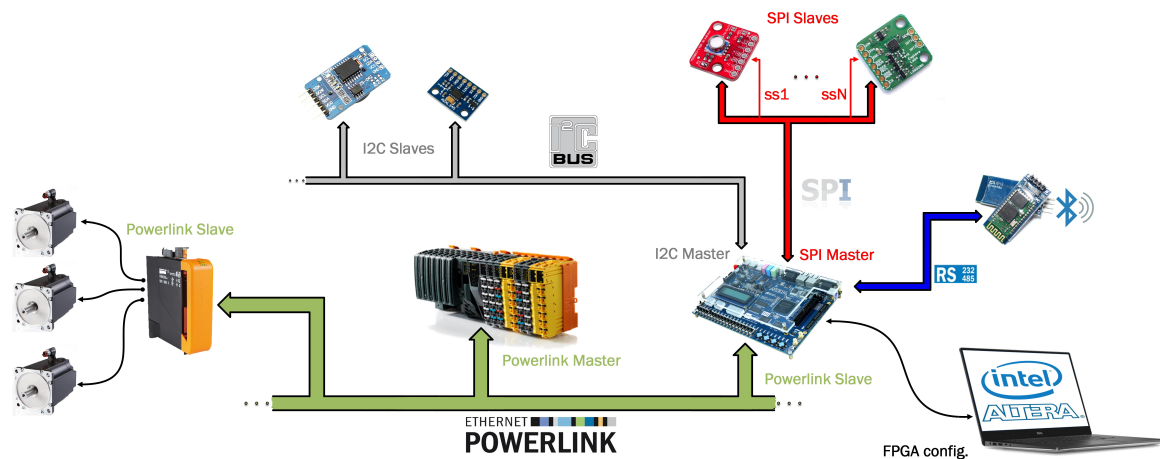 SPI Slaves
ss1
ssN
I2C Slaves
I²C
BUS
SPI
Powerlink Slave
I2C Master
SPI Master
RS 232
485
Powerlink Master
Powerlink Slave
intel
ALTERA
ETHERNET
POWERLINK
FPGA config.